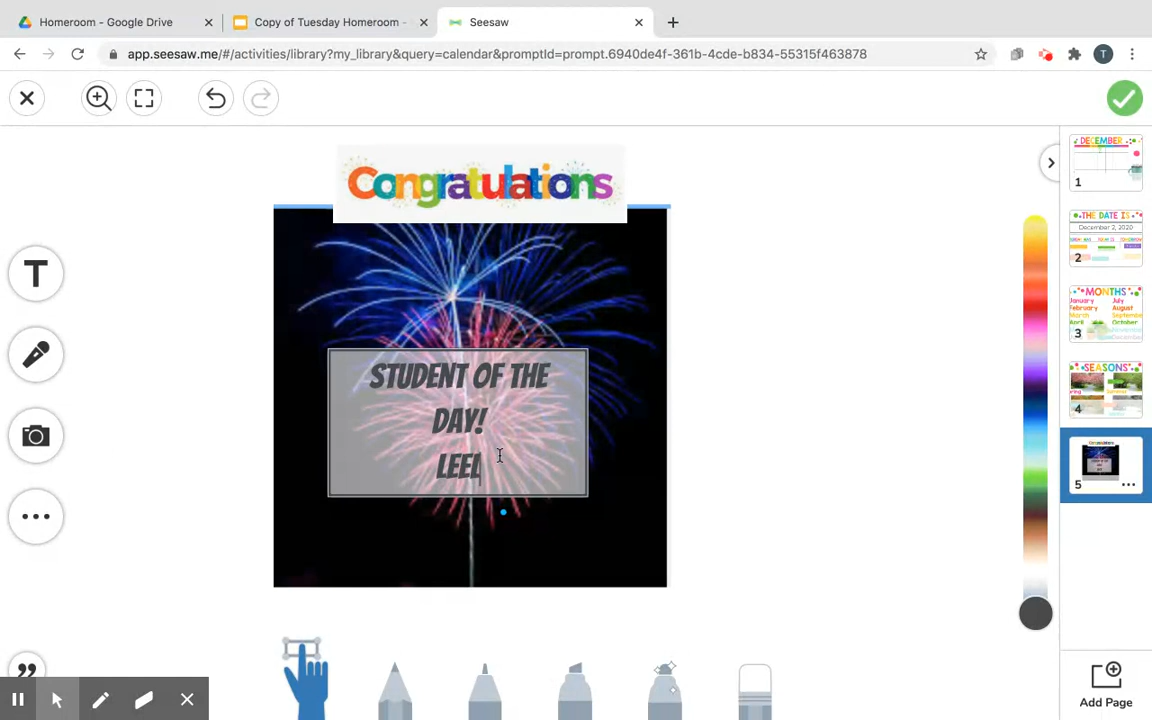 Homeroom - Google Drive
Copy of Tuesday Homeroom -
Seesaw
app.seesaw.me/#/activities/library?my_library&query=calendar&promptId=prompt.6940de4f-361b-4cde-b834-55315f463878
T
Congratulations
STUDENT OF THE
DAY!
LEEL
T
DECEMBER
1
THE DATE IS
December 2, 2020
2
MONTHS
January July
February August
March Septembe
April October
3
SEASONS
4
5
Add Page